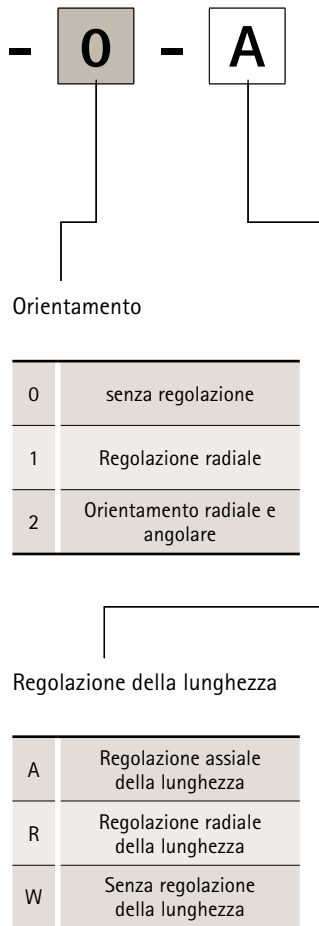 - 0 - A
Orientamento
0 senza regolazione
1 Regolazione radiale
2 Orientamento radiale e
angolare
Regolazione della lunghezza
A Regolazione assiale
della lunghezza
R Regolazione radiale
della lunghezza
W Senza regolazione
della lunghezza